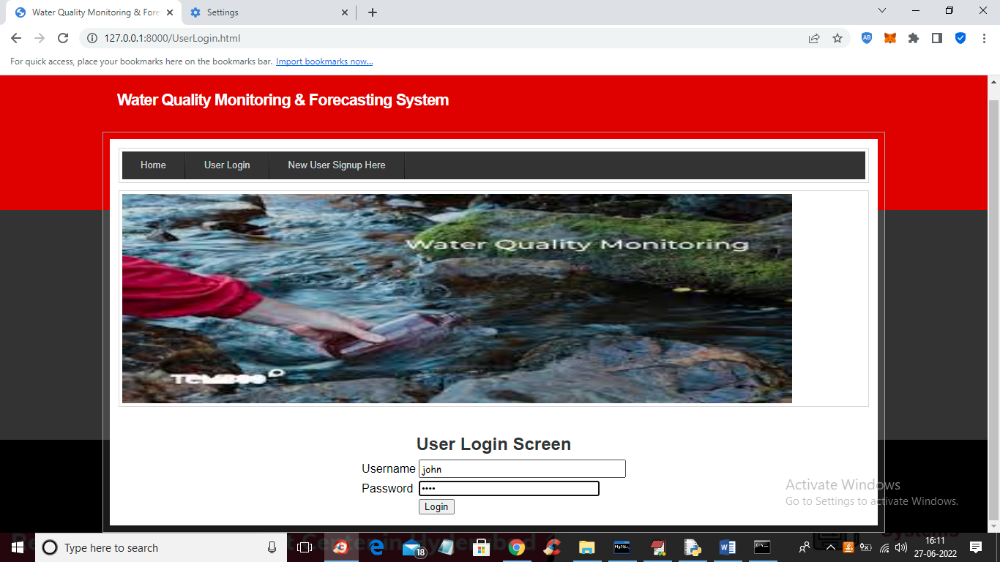 Water Quality Monitoring & Fore
Settings
127.0.0.1:8000/UserLogin.html
AB
For quick access, place your bookmarks here on the bookmarks bar. Import bookmarks now...
Water Quality Monitoring & Forecasting System
Home
User Login
New User Signup Here
Water Quality Monitoring
User Login Screen
Username john
Password ••••
Login
Activate Windows
Go to Settings to activate Windows.
Systems
Type here to search
18
MySQL
16:11
27-06-2022